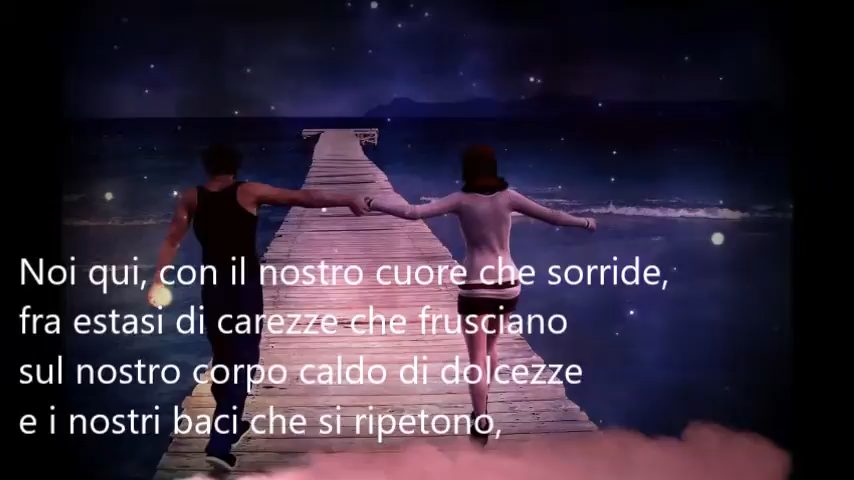 Noi qui, con il nostro cuore che sorride,
fra estasi di carezze che frusciano
sul nostro corpo caldo di dolcezze
e i nostri baci che si ripetono,